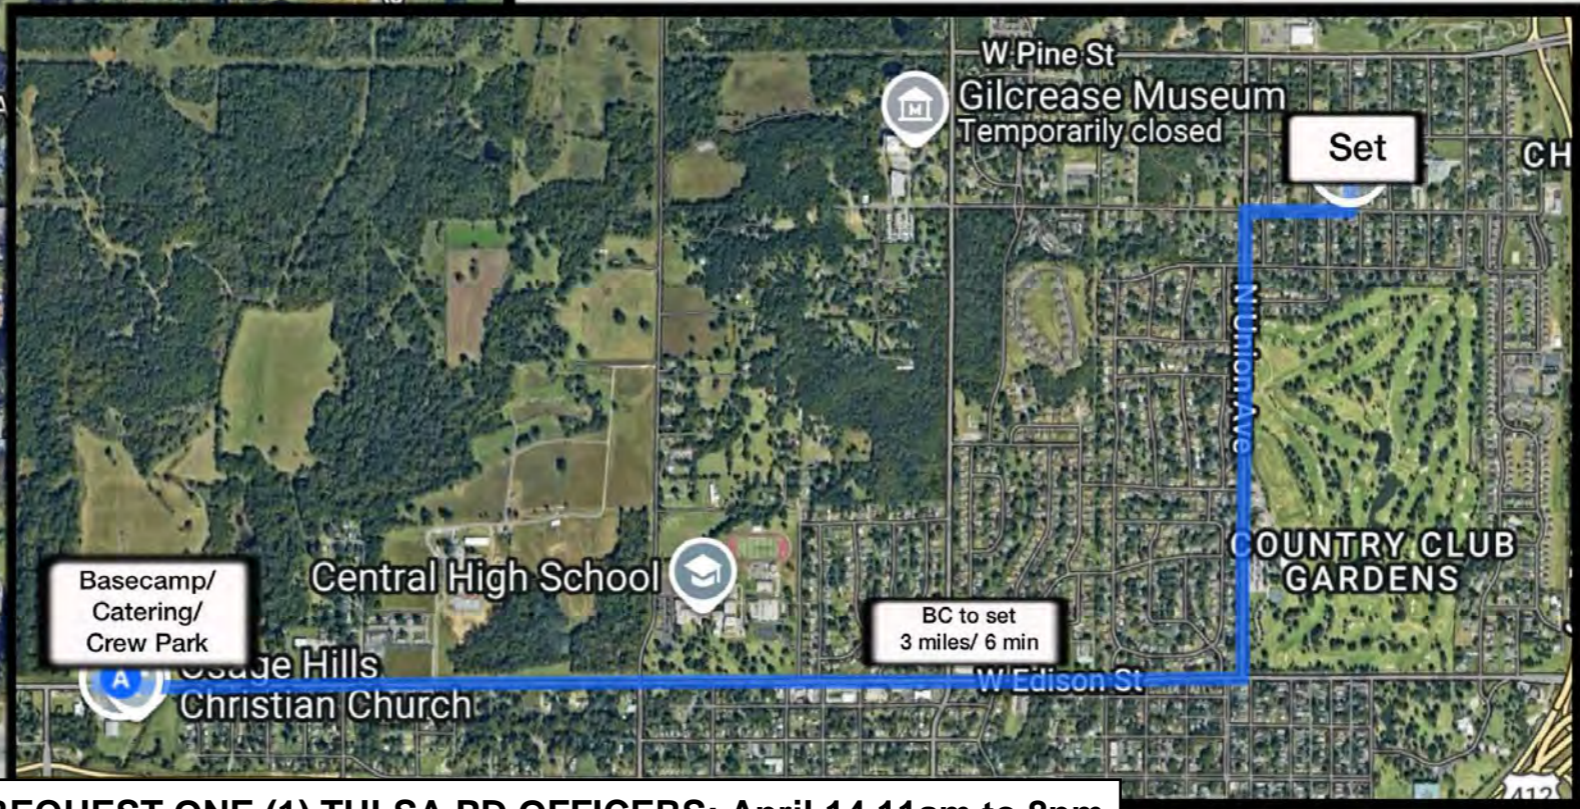 W Pine St
Gilcrease Museum
Temporarily closed
Set
CH
N Union Ave
COUNTRY CLUB
GARDENS
Central High School
Basecamp/
Catering/
Crew Park
BC to set
3 miles/ 6 min
A
Osage Hills
Christian Church
W Edison St
412
REQUEST ONE (1) TULSA PD OFFICERS: April 14 11am to 8pm